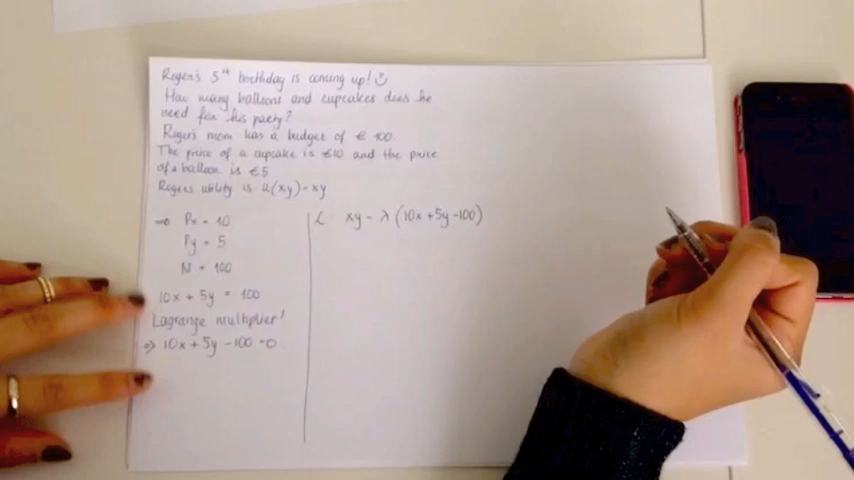 Roger's 5th birthday is coming up! :)
How many balloons and cupcakes does he
need for his party?
Roger's mom has a budget of € 100.
The price of a cupcake is €10 and the price
of a balloon is €5
Rogers utility is U(xy)=xy
⇒ Px = 10
Py = 5
N = 100
10x + 5y = 100
Lagrange multiplier!
⇒ 10x + 5y - 100 = 0
L xy - λ (10x + 5y - 100)